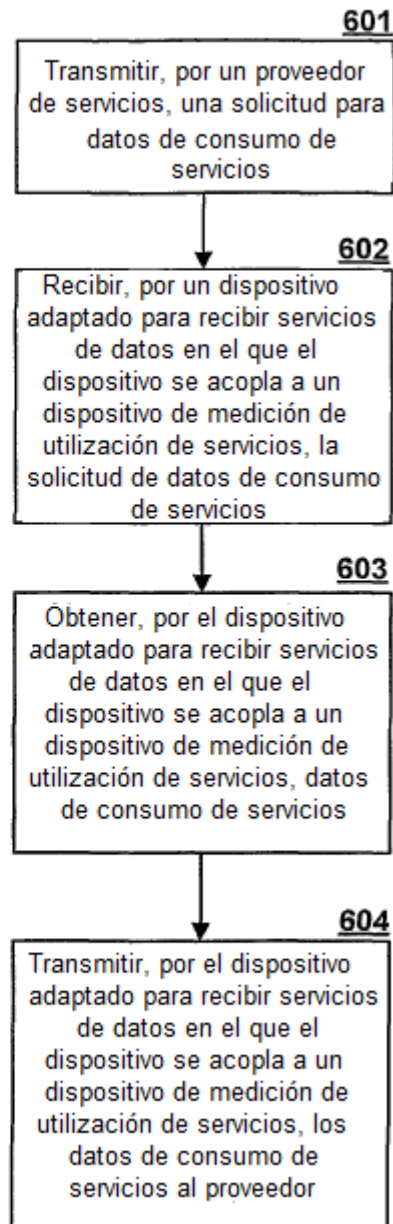 601
Transmitir, por un proveedor
de servicios, una solicitud para
datos de consumo de
servicios
602
Recibir, por un dispositivo
adaptado para recibir servicios
de datos en el que el
dispositivo se acopla a un
dispositivo de medición de
utilización de servicios, la
solicitud de datos de consumo
de servicios
603
Obtener, por el dispositivo
adaptado para recibir servicios
de datos en el que el
dispositivo se acopla a un
dispositivo de medición de
utilización de servicios, datos
de consumo de servicios
604
Transmitir, por el dispositivo
adaptado para recibir servicios
de datos en el que el
dispositivo se acopla a un
dispositivo de medición de
utilización de servicios, los
datos de consumo de
servicios al proveedor